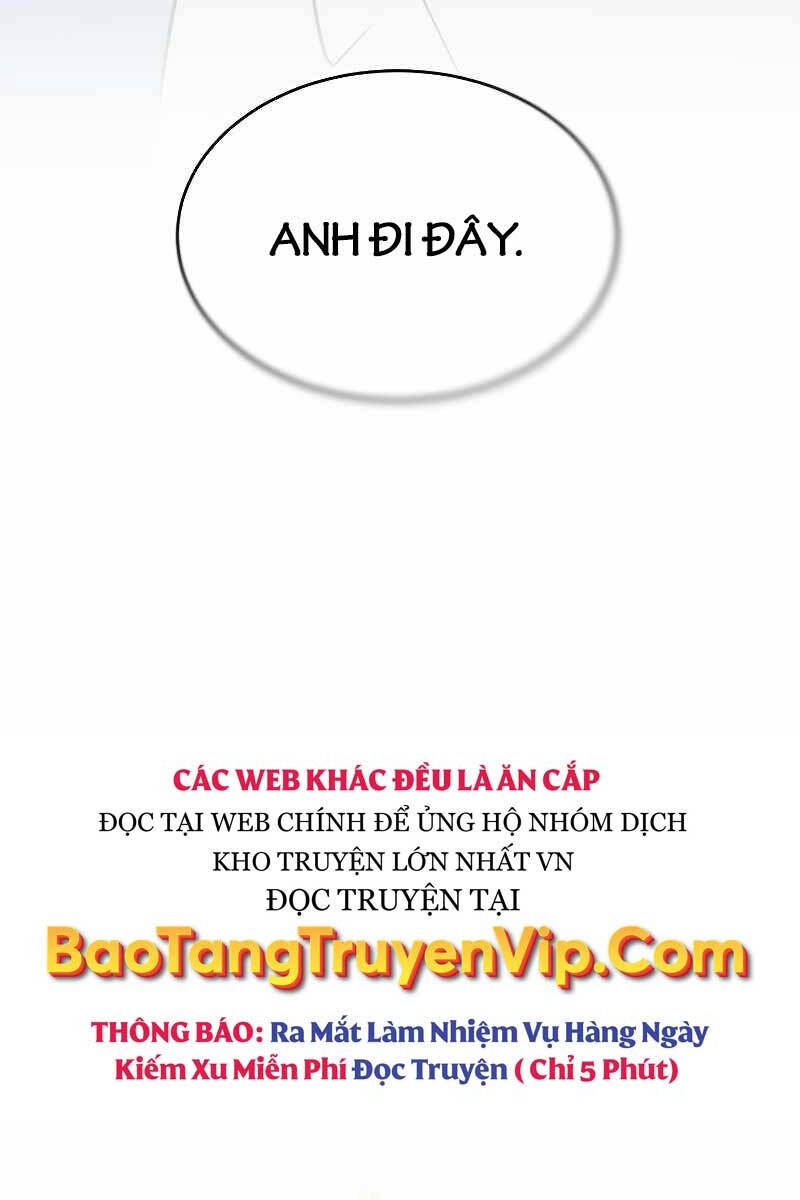 ANH ĐI ĐÂY.
CÁC WEB KHÁC ĐỀU LÀ ĂN CẮP
ĐỌC TẠI WEB CHÍNH ĐỂ ỦNG HỘ NHÓM DỊCH
KHO TRUYỆN LỚN NHẤT VN
ĐỌC TRUYỆN TẠI
BaoTangTruyenVip.Com
THÔNG BÁO: Ra Mắt Làm Nhiệm Vụ Hàng Ngày
Kiếm Xu Miễn Phí Đọc Truyện ( Chỉ 5 Phút)